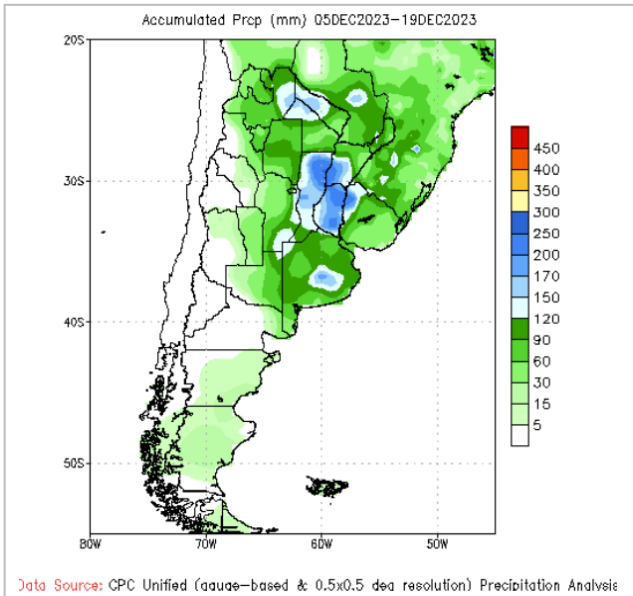 Accumulated Prcp (mm) 05DEC2023-19DEC2023
20S
30S
40S
50S
80W
70W
60W
50W
450
400
350
300
250
200
170
150
120
90
60
30
15
5
Data Source: CPC Unified (gauge-based & 0.5x0.5 deg resolution) Precipitation Analysis